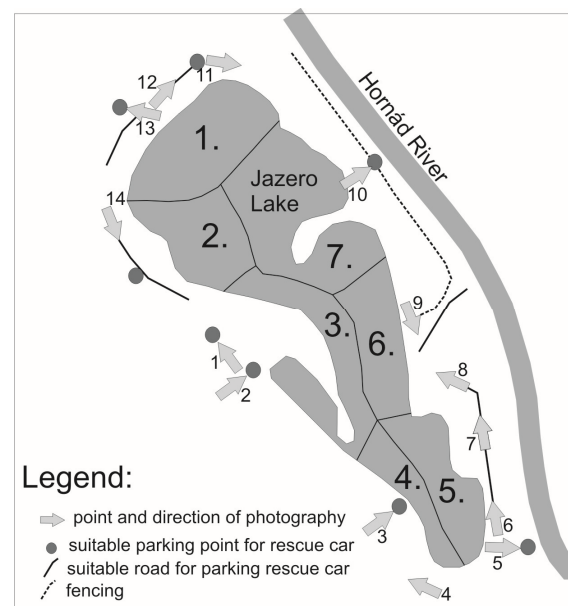 12
11
13
1.
Hornád River
Jazero
Lake
10
14
2.
7.
9
3.
6.
1
2
8
7
4.
5.
6
3
5
4
Legend:
point and direction of photography
suitable parking point for rescue car
suitable road for parking rescue car
fencing